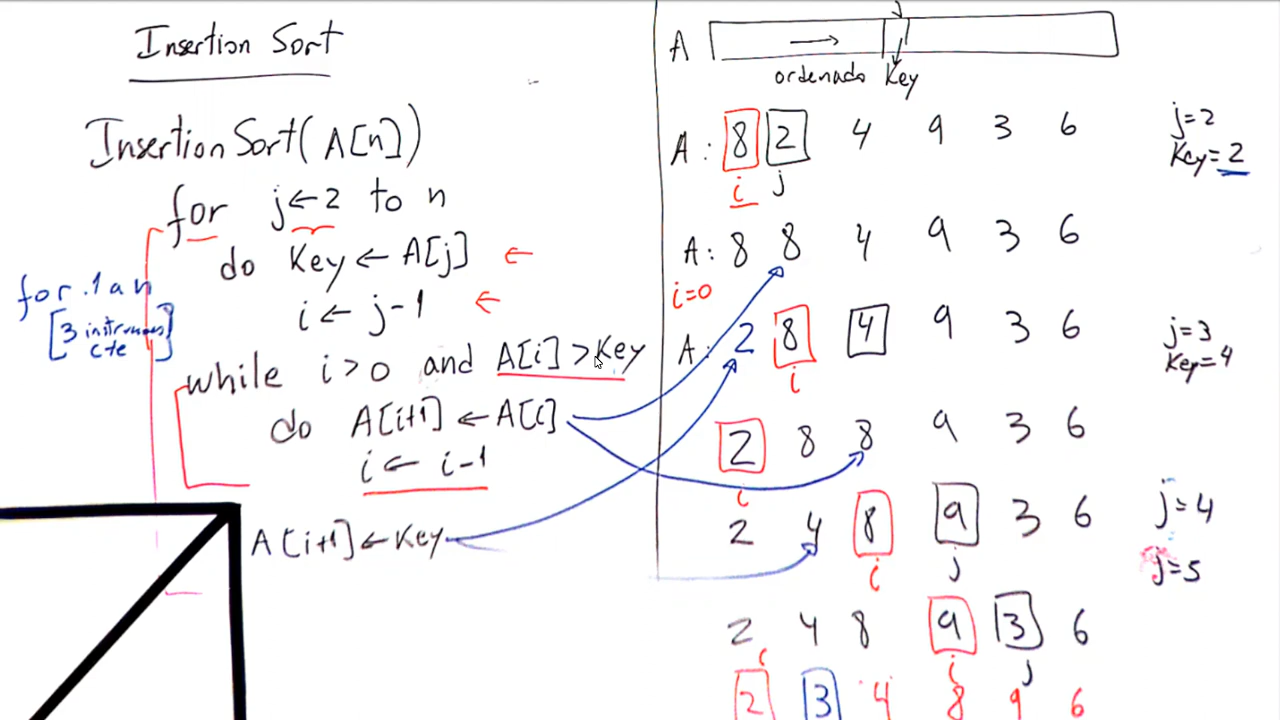 Insertion Sort
InsertionSort(A[n])
for j←2 to n
do Key ← A[j] ←
i ← j-1 ←
for 1 a n
[3
cte]
while i>0 and A[i]>Key
do A[i+1] ← A[i]
i ← i-1
A[i+1] ← Key
A →
ordenado Key
A: 8 2 4 9 3 6 j=2
i j Key=2
A: 8 8 4 9 3 6
i=0
A: 2 8 4 9 3 6 j=3
i Key=4
2 8 8 9 3 6
i
2 4 8 9 3 6 j=4
i j j=5
2 4 8 9 3 6
i i j
2 3 4 8 9 6